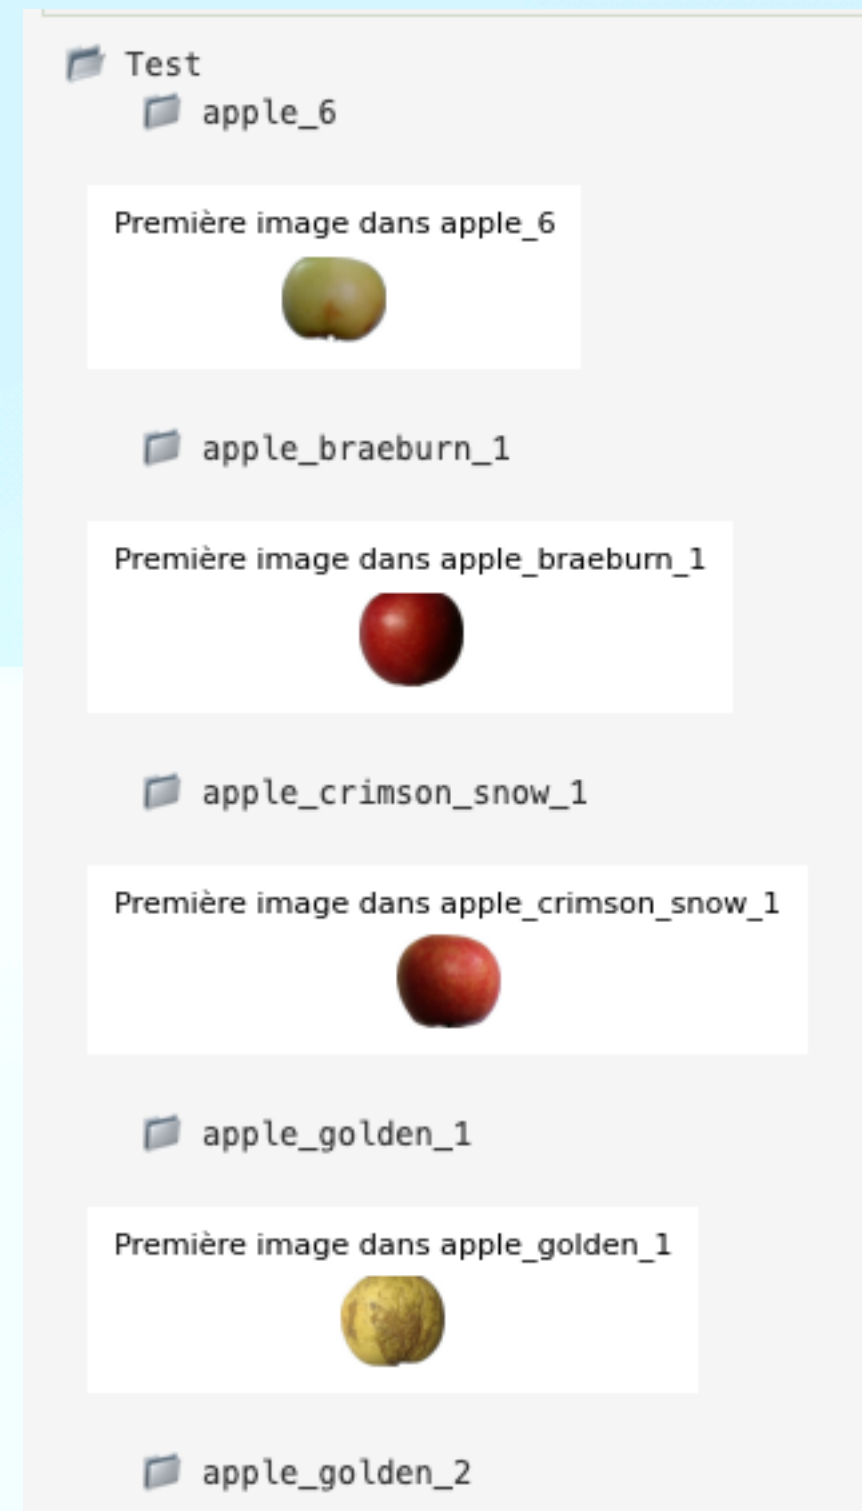 Test
apple_6
Première image dans apple_6
apple_braeburn_1
Première image dans apple_braeburn_1
apple_crimson_snow_1
Première image dans apple_crimson_snow_1
apple_golden_1
Première image dans apple_golden_1
apple_golden_2